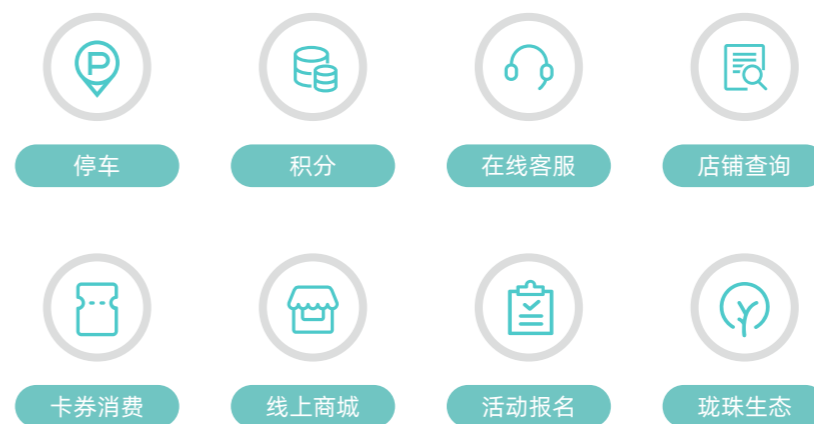 停车
积分
在线客服
店铺查询
卡券消费
线上商城
活动报名
珑珠生态